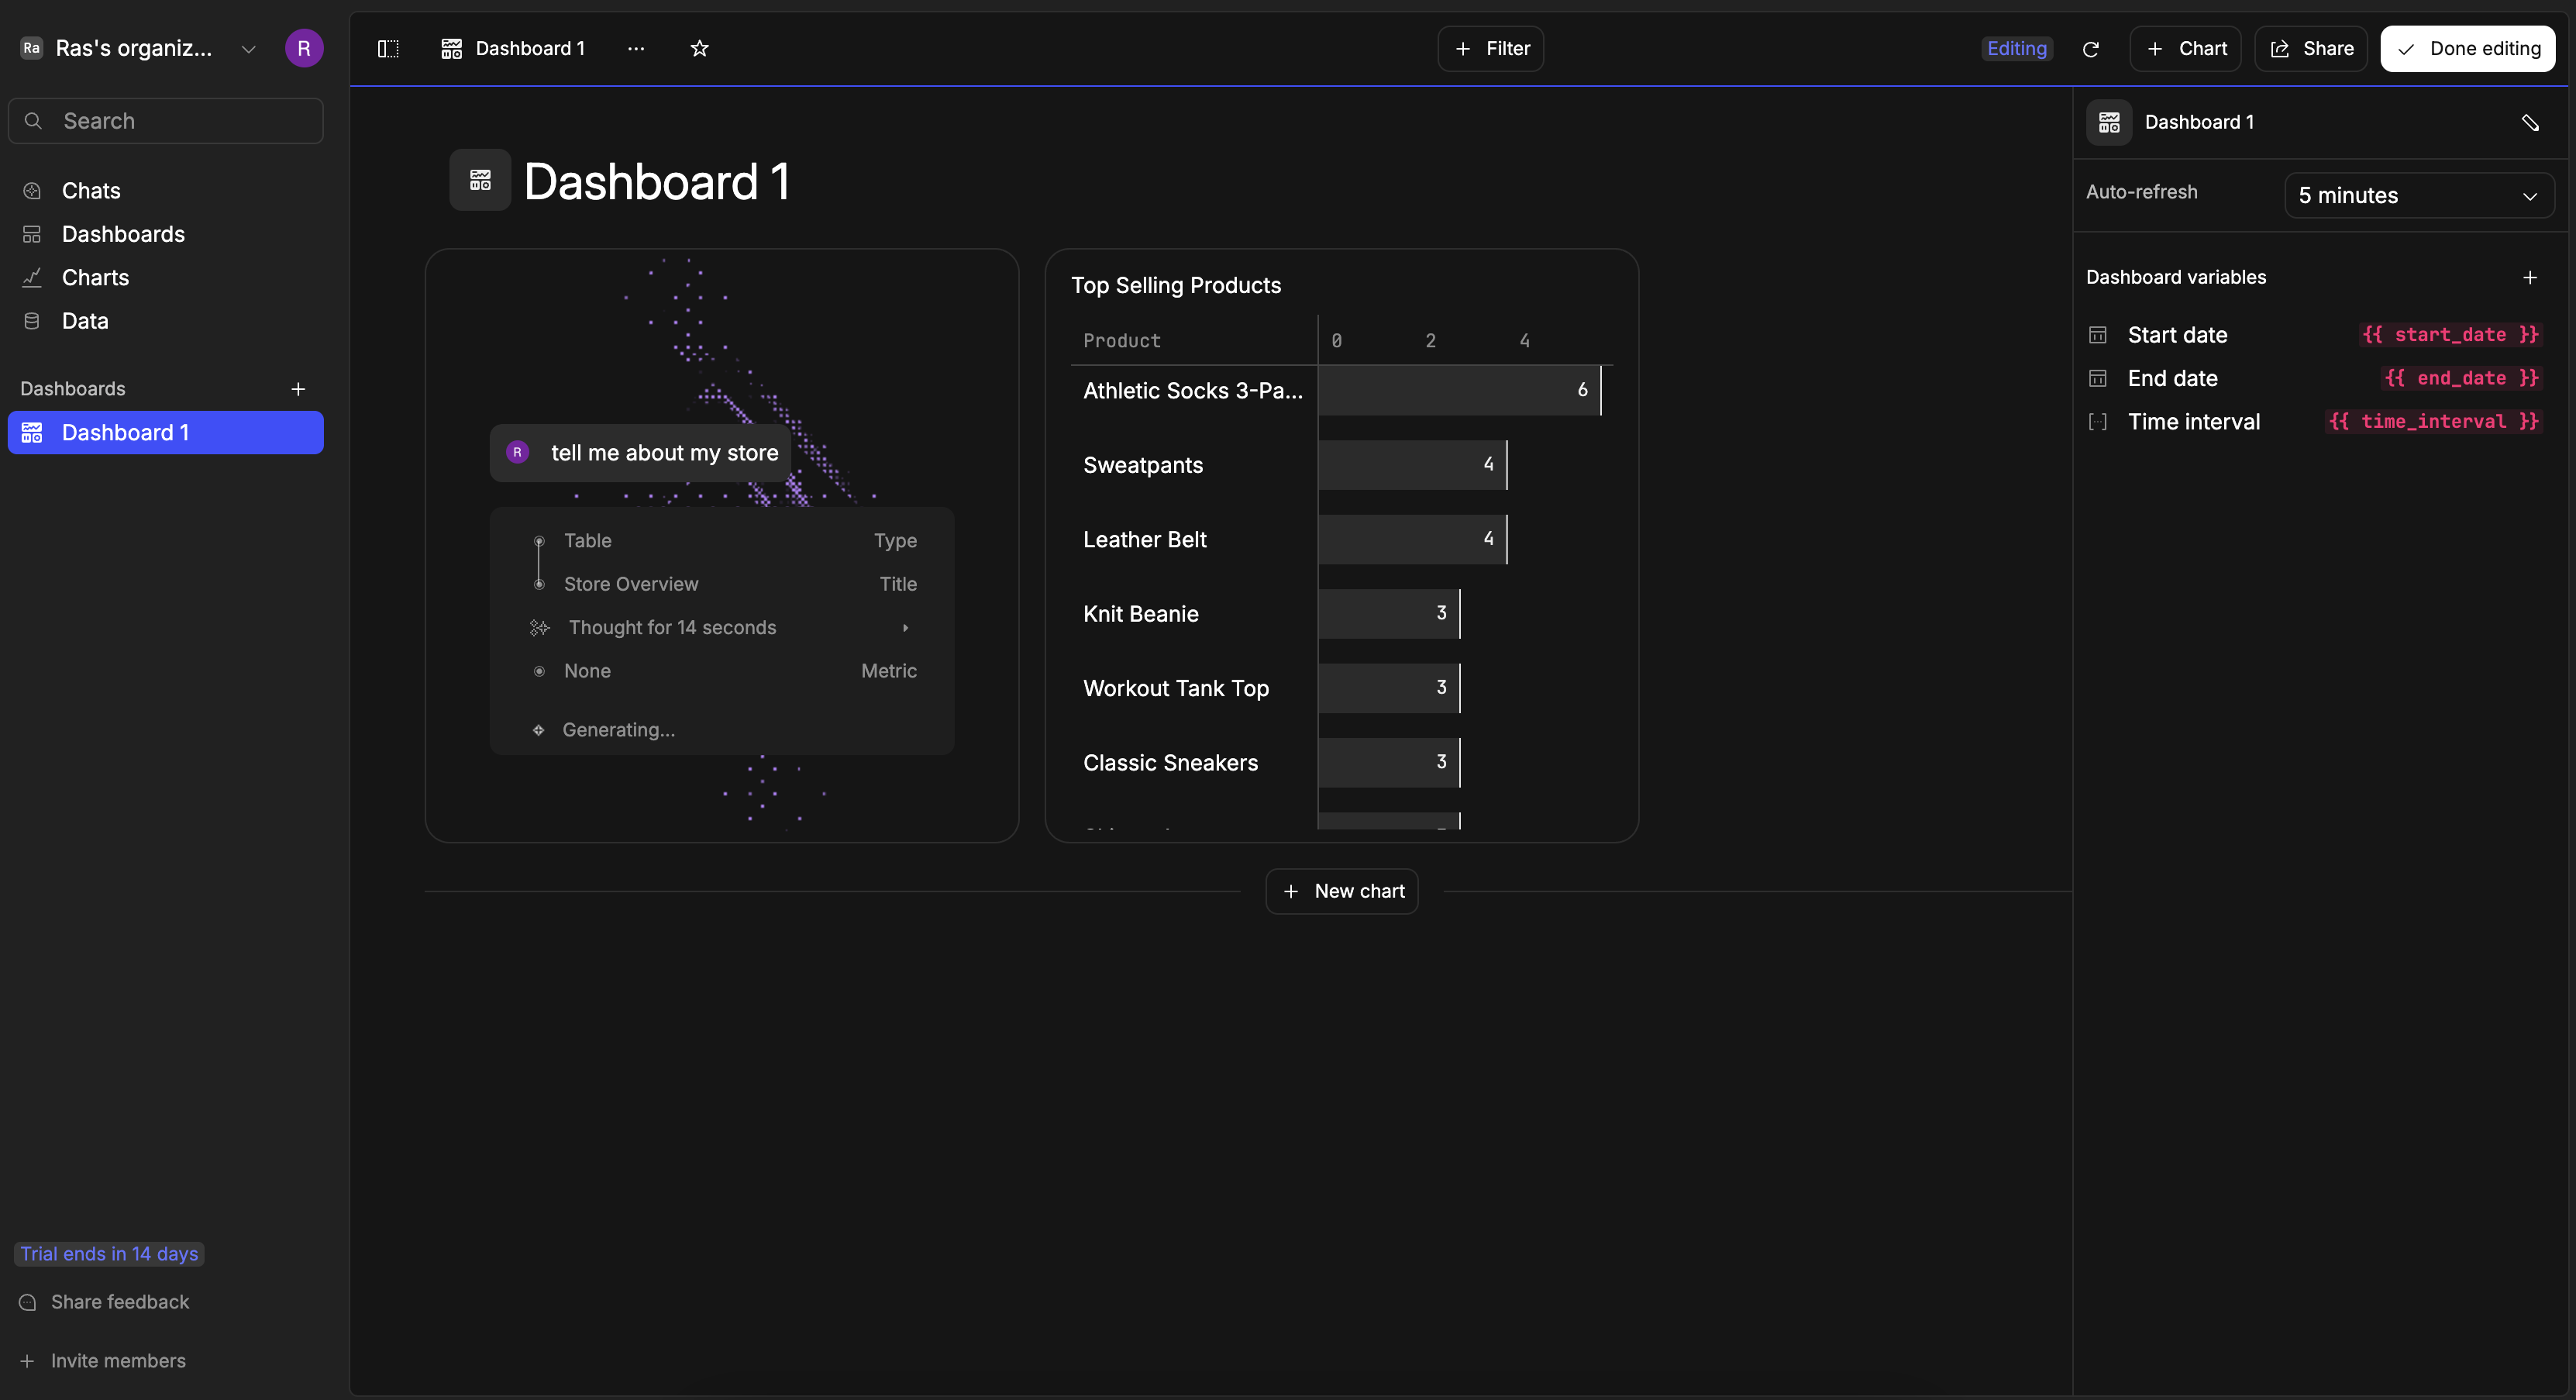 Ra Ras's organiz... R
Search
Chats
Dashboards
Charts
Data
Dashboards
Dashboard 1
Trial ends in 14 days
Share feedback
Invite members
Dashboard 1
Filter
Editing
Chart
Share
Done editing
Dashboard 1
R tell me about my store
Table Type
Store Overview Title
Thought for 14 seconds
None Metric
Generating...
Top Selling Products
Product 0 2 4
Athletic Socks 3-Pa... 6
Sweatpants 4
Leather Belt 4
Knit Beanie 3
Workout Tank Top 3
Classic Sneakers 3
New chart
Dashboard 1
Auto-refresh 5 minutes
Dashboard variables
Start date {{ start_date }}
End date {{ end_date }}
Time interval {{ time_interval }}